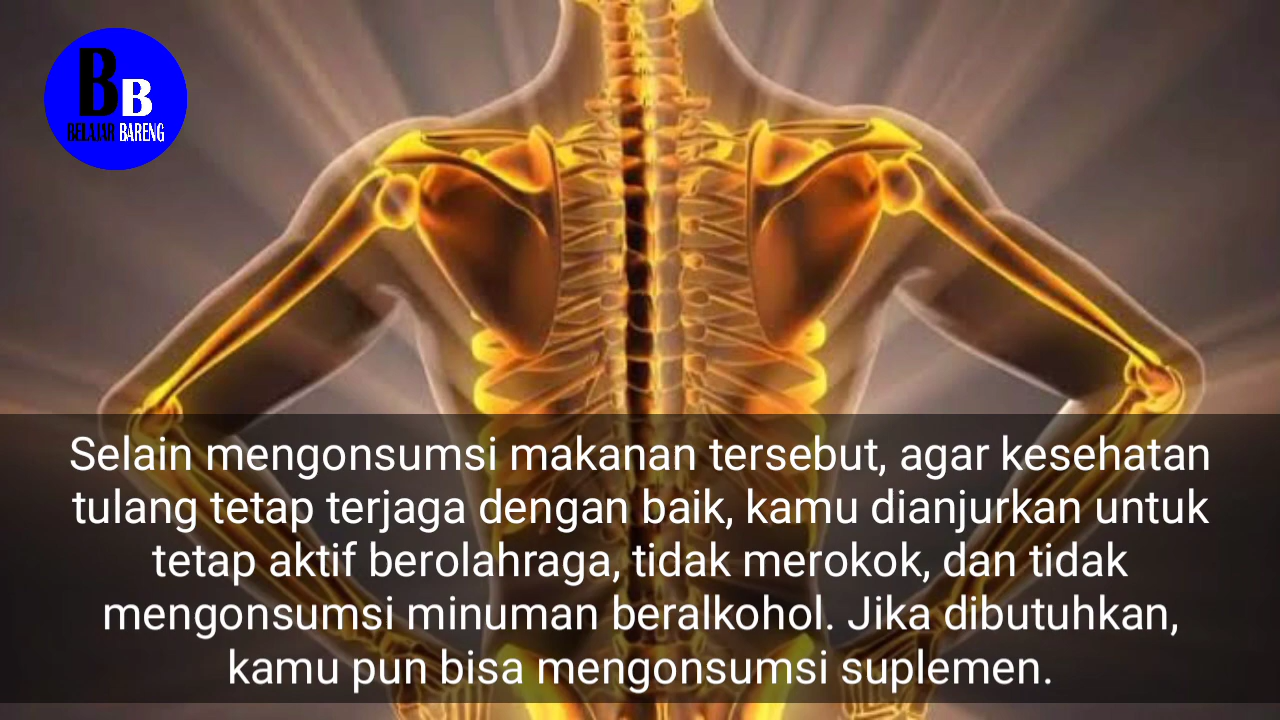 BB
BELAJAR BARENG
Selain mengonsumsi makanan tersebut, agar kesehatan
tulang tetap terjaga dengan baik, kamu dianjurkan untuk
tetap aktif berolahraga, tidak merokok, dan tidak
mengonsumsi minuman beralkohol. Jika dibutuhkan,
kamu pun bisa mengonsumsi suplemen.